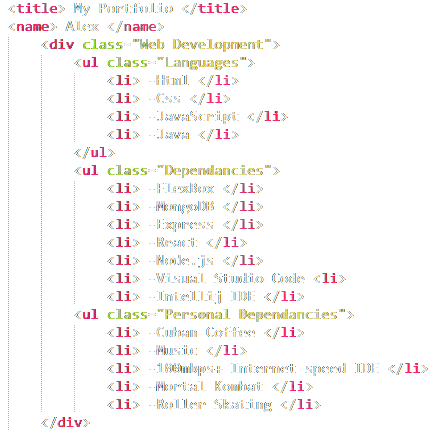 <title> My Portfolio </title>
<name> Alex </name>
<div class="Web Development">
<ul class="Languages">
<li> -Html </li>
<li> -Css </li>
<li> -JavaScript </li>
<li> -Java </li>
</ul>
<ul class="Dependancies">
<li> -FlexBox </li>
<li> -MongoDB </li>
<li> -Express </li>
<li> -React </li>
<li> -Node.js </li>
<li> -Visual Studio Code <li>
<li> -Intellij IDE </li>
<ul class="Personal Dependancies">
<li> -Cuban Coffee </li>
<li> -Music </li>
<li> -100mbps+ Internet speed IDE </li>
<li> -Mortal Kombat </li>
<li> -Roller Skating </li>
</div>